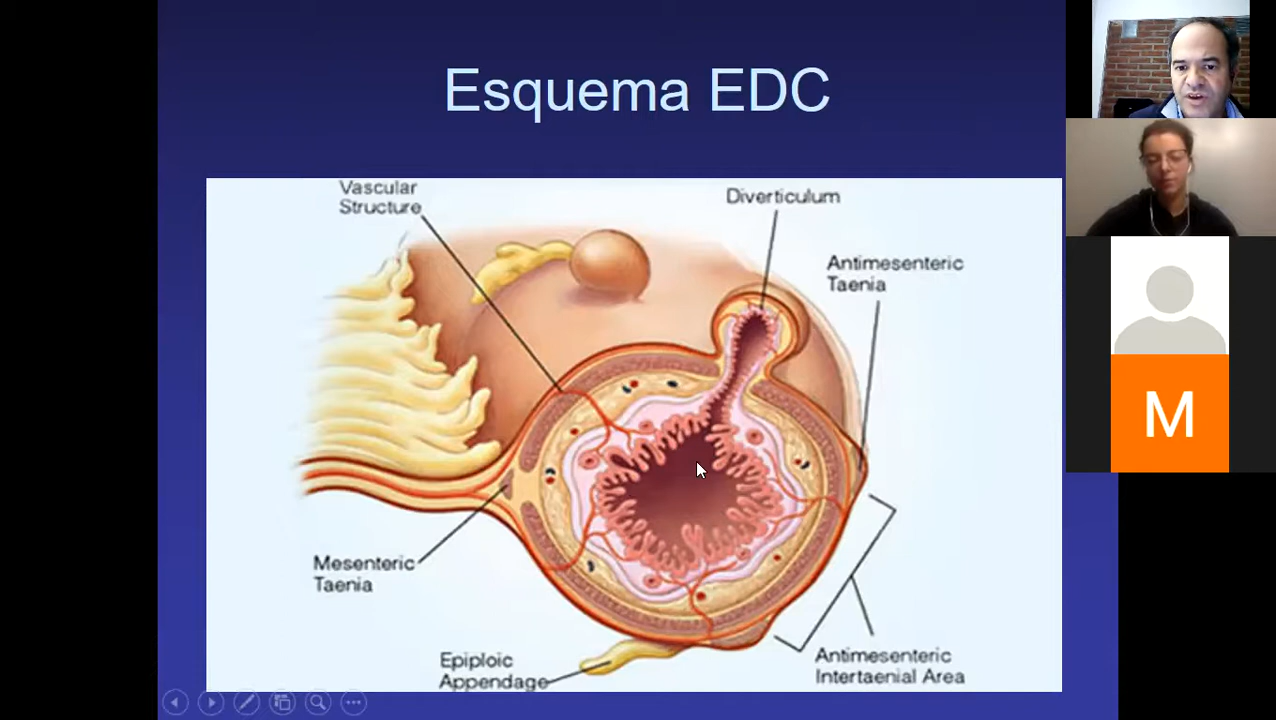 Esquema EDC
Vascular
Structure
Diverticulum
Antimesenteric
Taenia
Mesenteric
Taenia
Epiploic
Appendage
Antimesenteric
Intertaenial Area
M